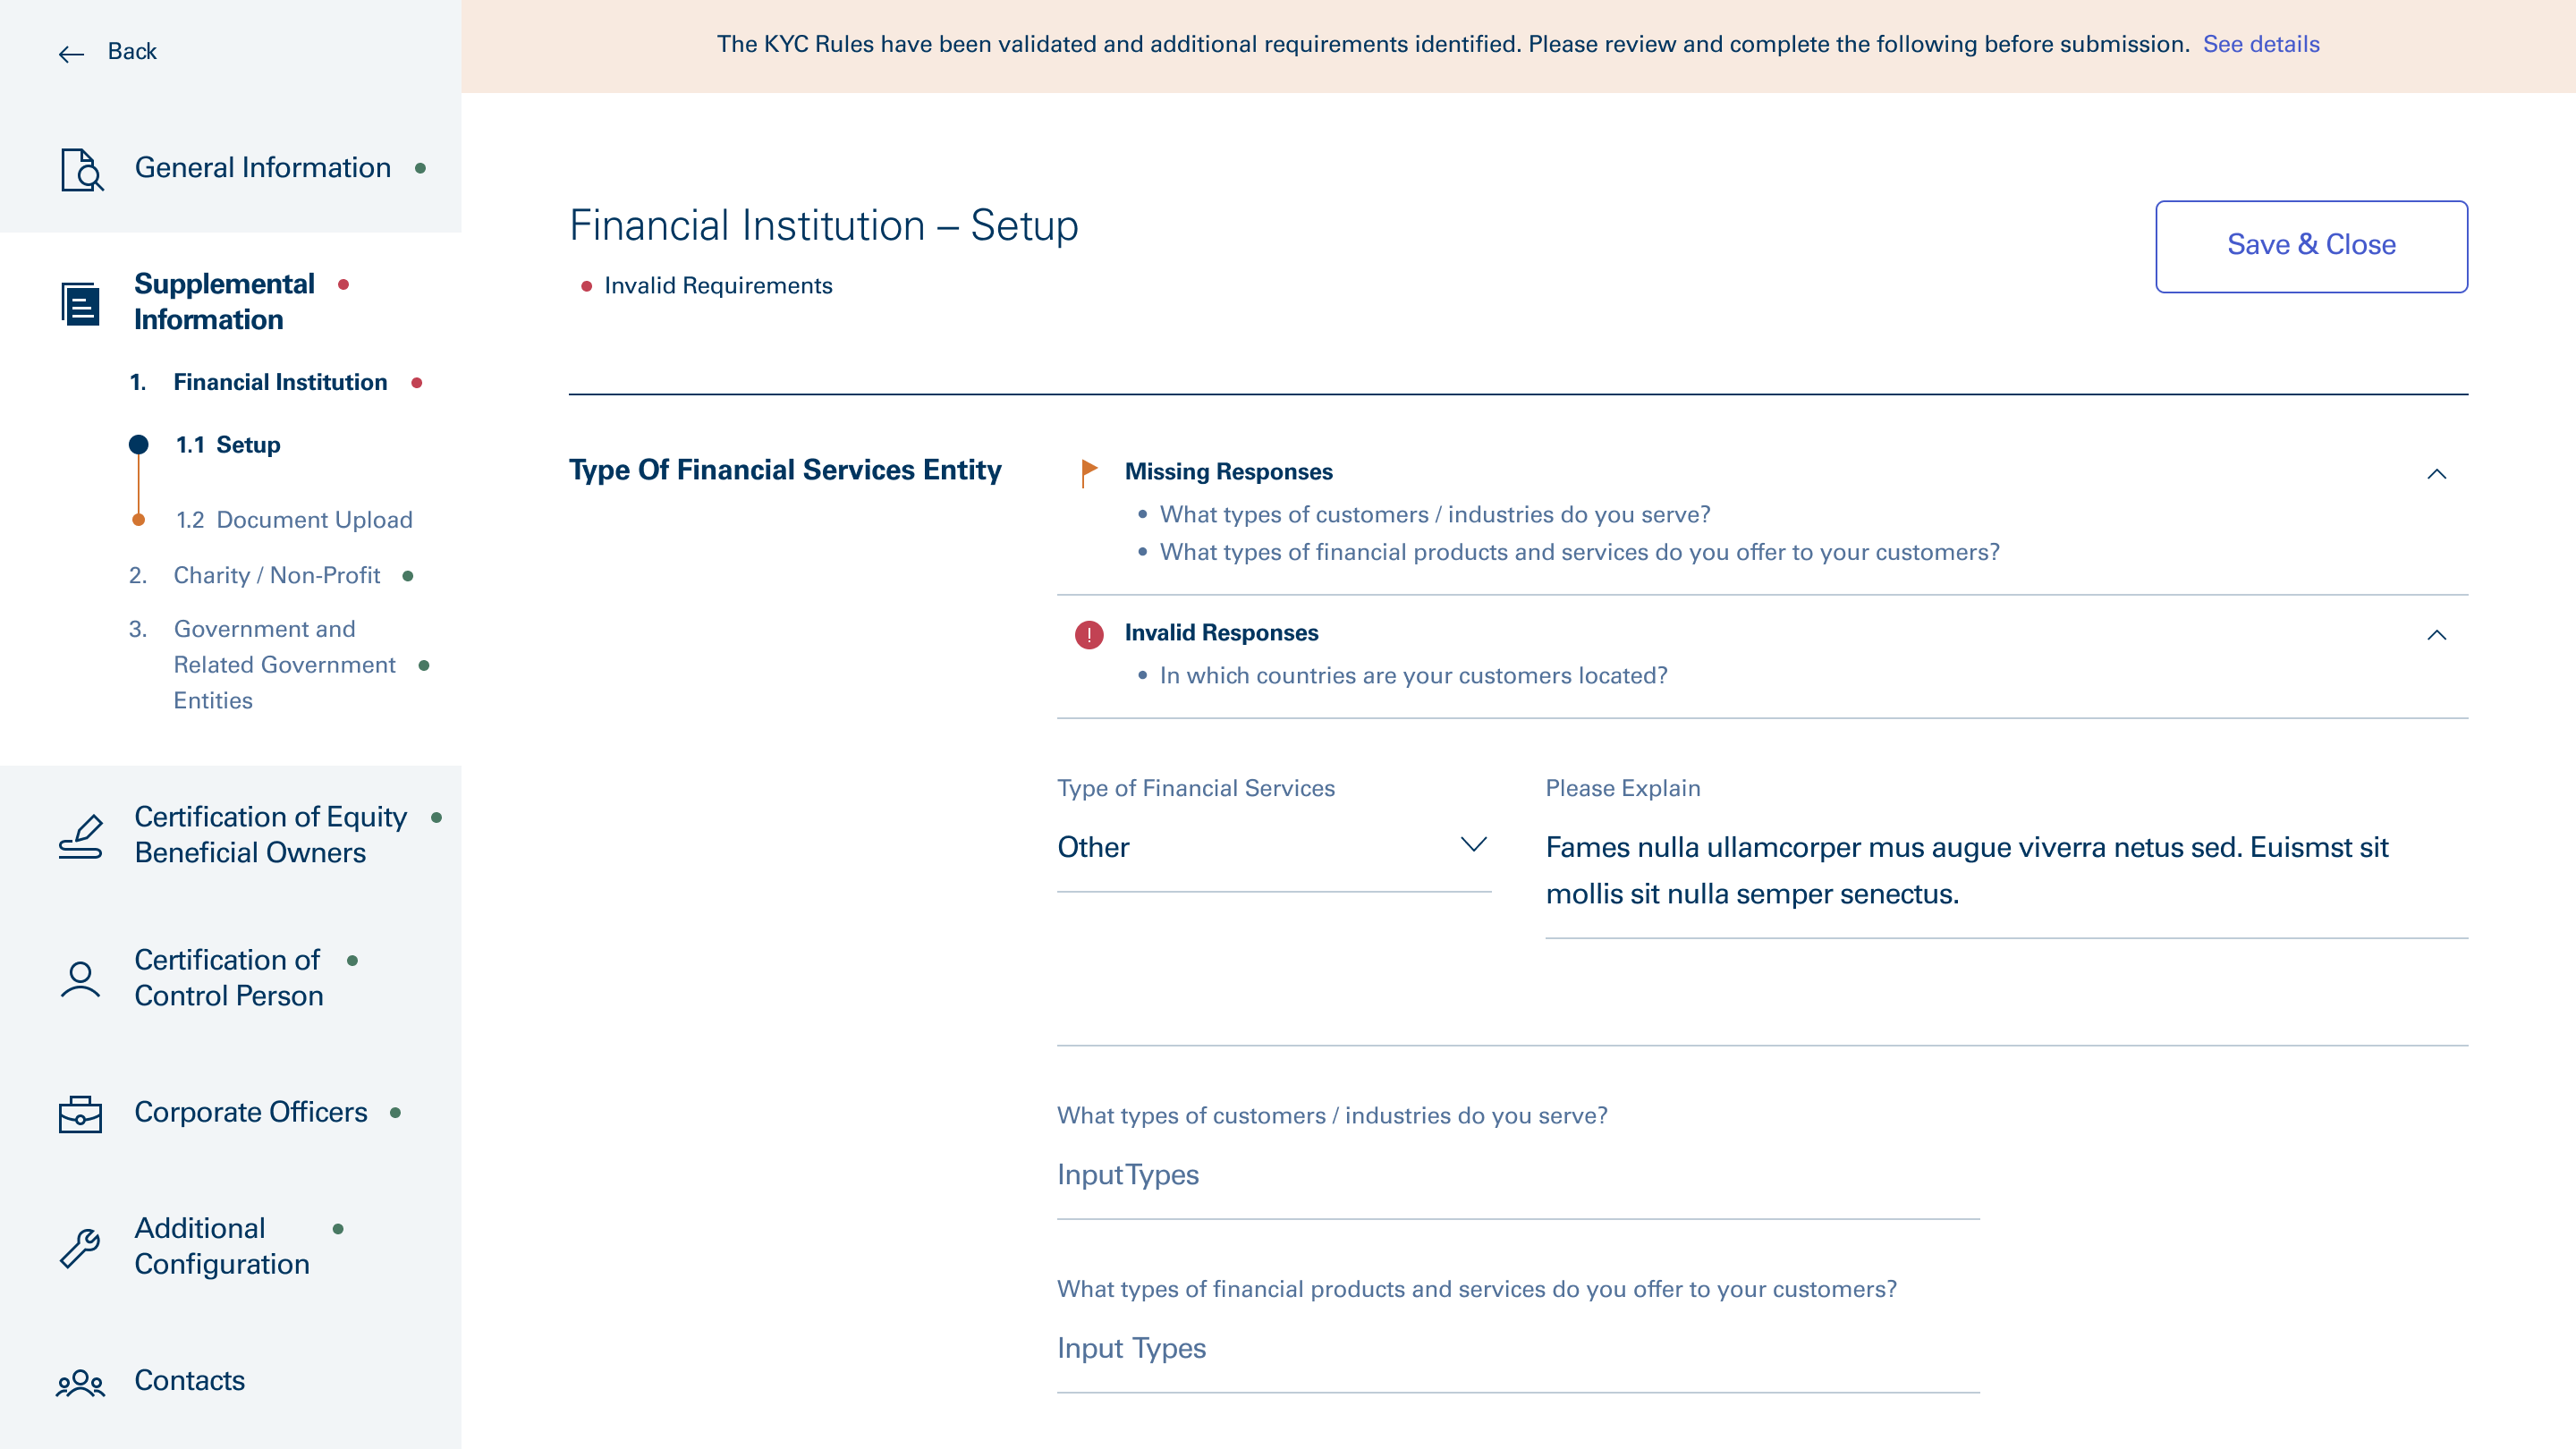 Back
The KYC Rules have been validated and additional requirements identified. Please review and complete the following before submission. See details
General Information
Supplemental
Information
1. Financial Institution
1.1 Setup
1.2 Document Upload
2. Charity / Non-Profit
3. Government and
Related Government
Entities
Certification of Equity
Beneficial Owners
Certification of
Control Person
Corporate Officers
Additional
Configuration
Contacts
Financial Institution – Setup
Invalid Requirements
Save & Close
Type Of Financial Services Entity
Missing Responses
• What types of customers / industries do you serve?
• What types of financial products and services do you offer to your customers?
! Invalid Responses
• In which countries are your customers located?
Type of Financial Services
Other
Please Explain
Fames nulla ullamcorper mus augue viverra netus sed. Euismst sit
mollis sit nulla semper senectus.
What types of customers / industries do you serve?
Input Types
What types of financial products and services do you offer to your customers?
Input Types